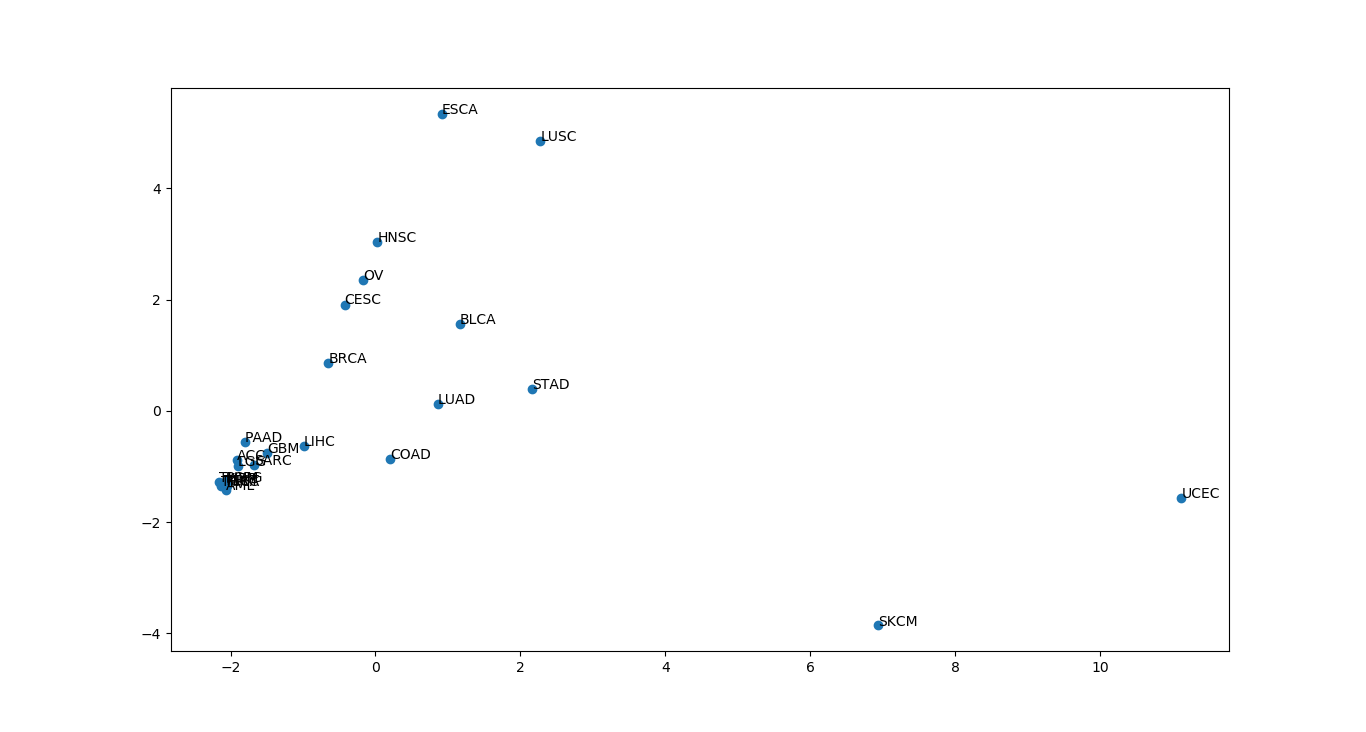 ESCA
LUSC
4
HNSC
OV
CESC
2
BLCA
BRCA
STAD
LUAD
0
PAAD
LIHC
GBM
ACC
SARC
COAD
AML
UCEC
−2
SKCM
−4
−2 0 2 4 6 8 10